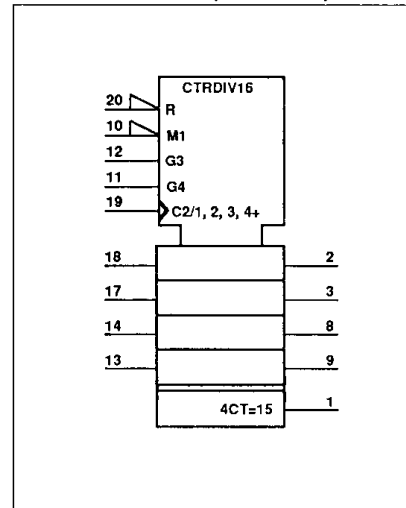 CTRDIV16
20 R
10 M1
12 G3
11 G4
19 C2/1, 2, 3, 4+
18 2
17 3
14 8
13 9
4CT=15 1